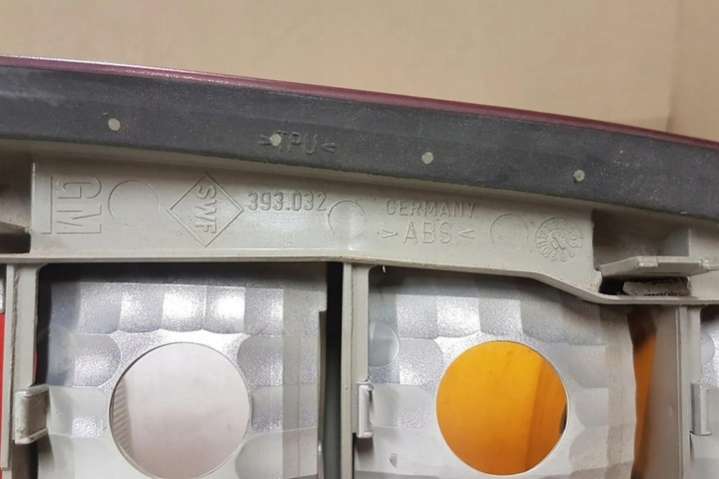 >TPU<
GM
SWF
393.032
GERMANY
>ABS<